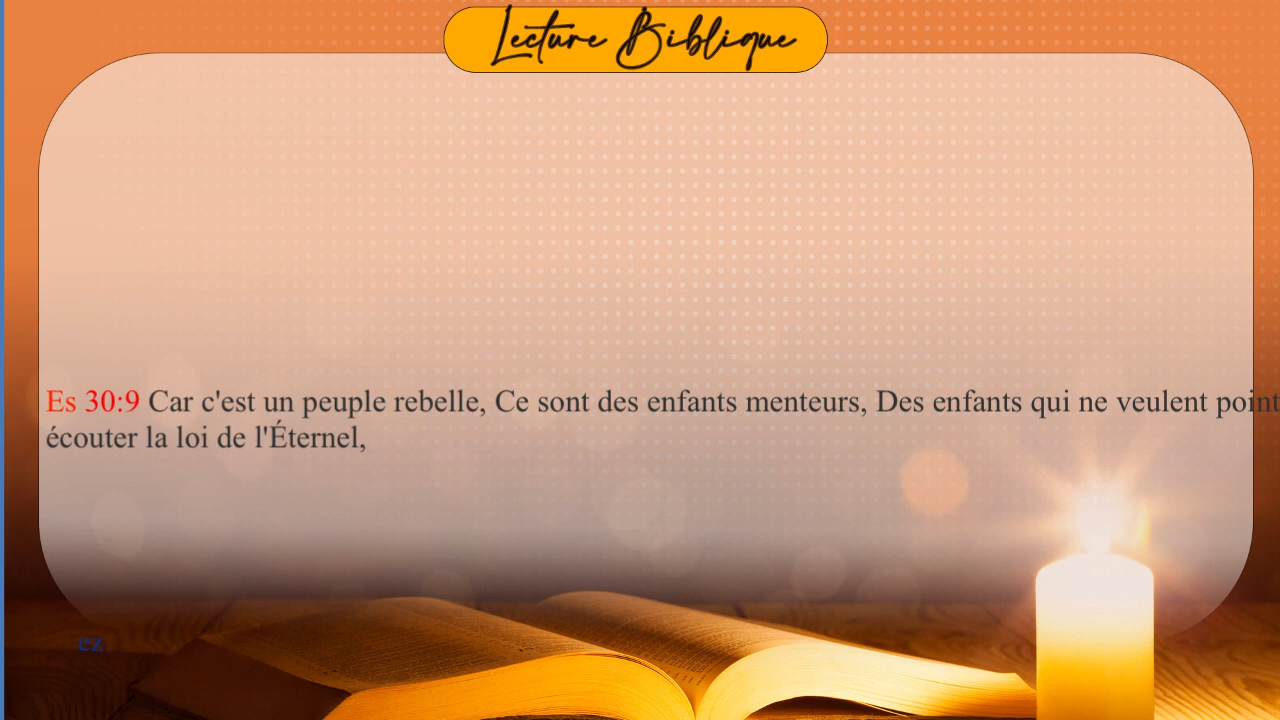 Lecture Biblique
Es 30:9 Car c'est un peuple rebelle, Ce sont des enfants menteurs, Des enfants qui ne veulent point
écouter la loi de l'Éternel,
ez